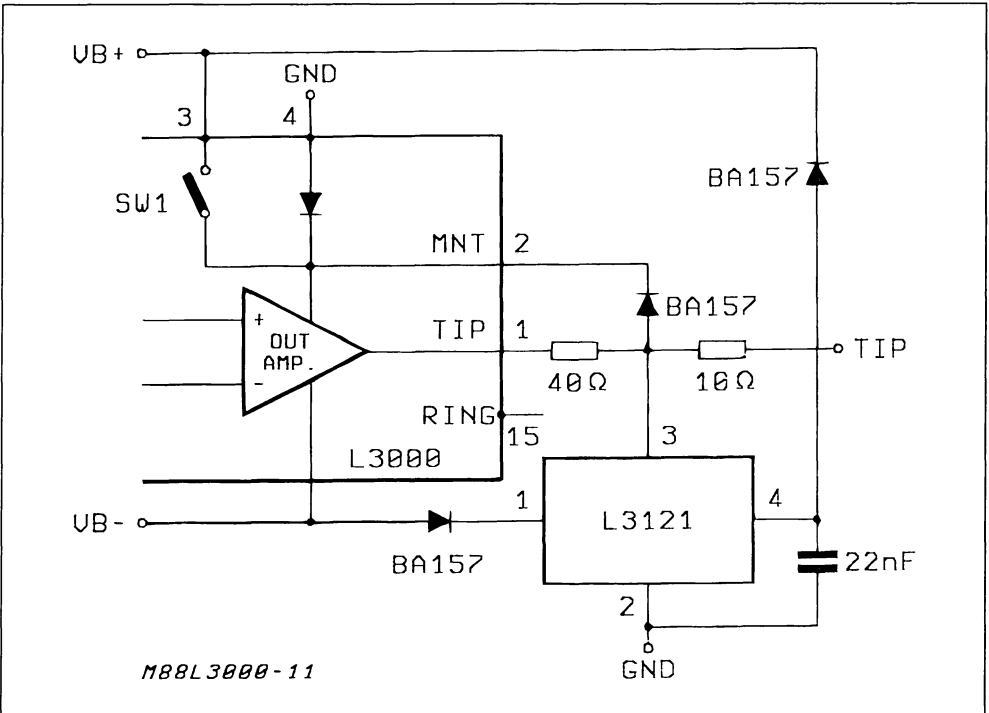 VB+
GND
3
4
BA157
SW1
MNT
2
BA157
+
OUT
AMP.
-
TIP
1
TIP
40Ω
10Ω
RING
15
3
L3000
1
4
VB-
L3121
BA157
22nF
2
GND
M88L3000-11